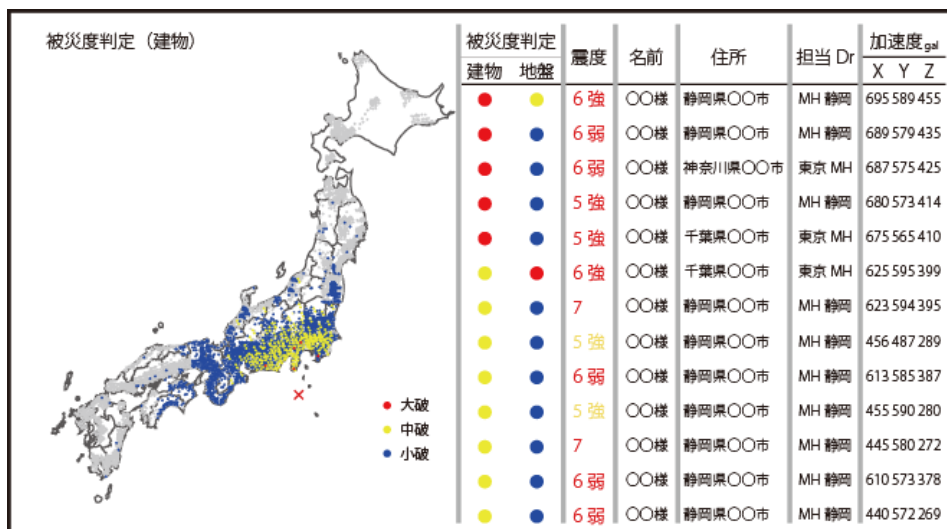 被災度判定（建物）
大破
中破
小破
被災度判定 震度 名前 住所 担当 Dr 加速度gal
建物 地盤 X Y Z
6 強 〇〇様 静岡県〇〇市 MH 静岡 695 589 455
6 弱 〇〇様 静岡県〇〇市 MH 静岡 689 579 435
6 弱 〇〇様 神奈川県〇〇市 東京 MH 687 575 425
5 強 〇〇様 静岡県〇〇市 MH 静岡 680 573 414
5 強 〇〇様 千葉県〇〇市 東京 MH 675 565 410
6 強 〇〇様 千葉県〇〇市 東京 MH 625 595 399
7 〇〇様 静岡県〇〇市 MH 静岡 623 594 395
5 強 〇〇様 静岡県〇〇市 MH 静岡 456 487 289
6 弱 〇〇様 静岡県〇〇市 MH 静岡 613 585 387
5 強 〇〇様 静岡県〇〇市 MH 静岡 455 590 280
7 〇〇様 静岡県〇〇市 MH 静岡 445 580 272
6 弱 〇〇様 静岡県〇〇市 MH 静岡 610 573 378
6 弱 〇〇様 静岡県〇〇市 MH 静岡 440 572 269